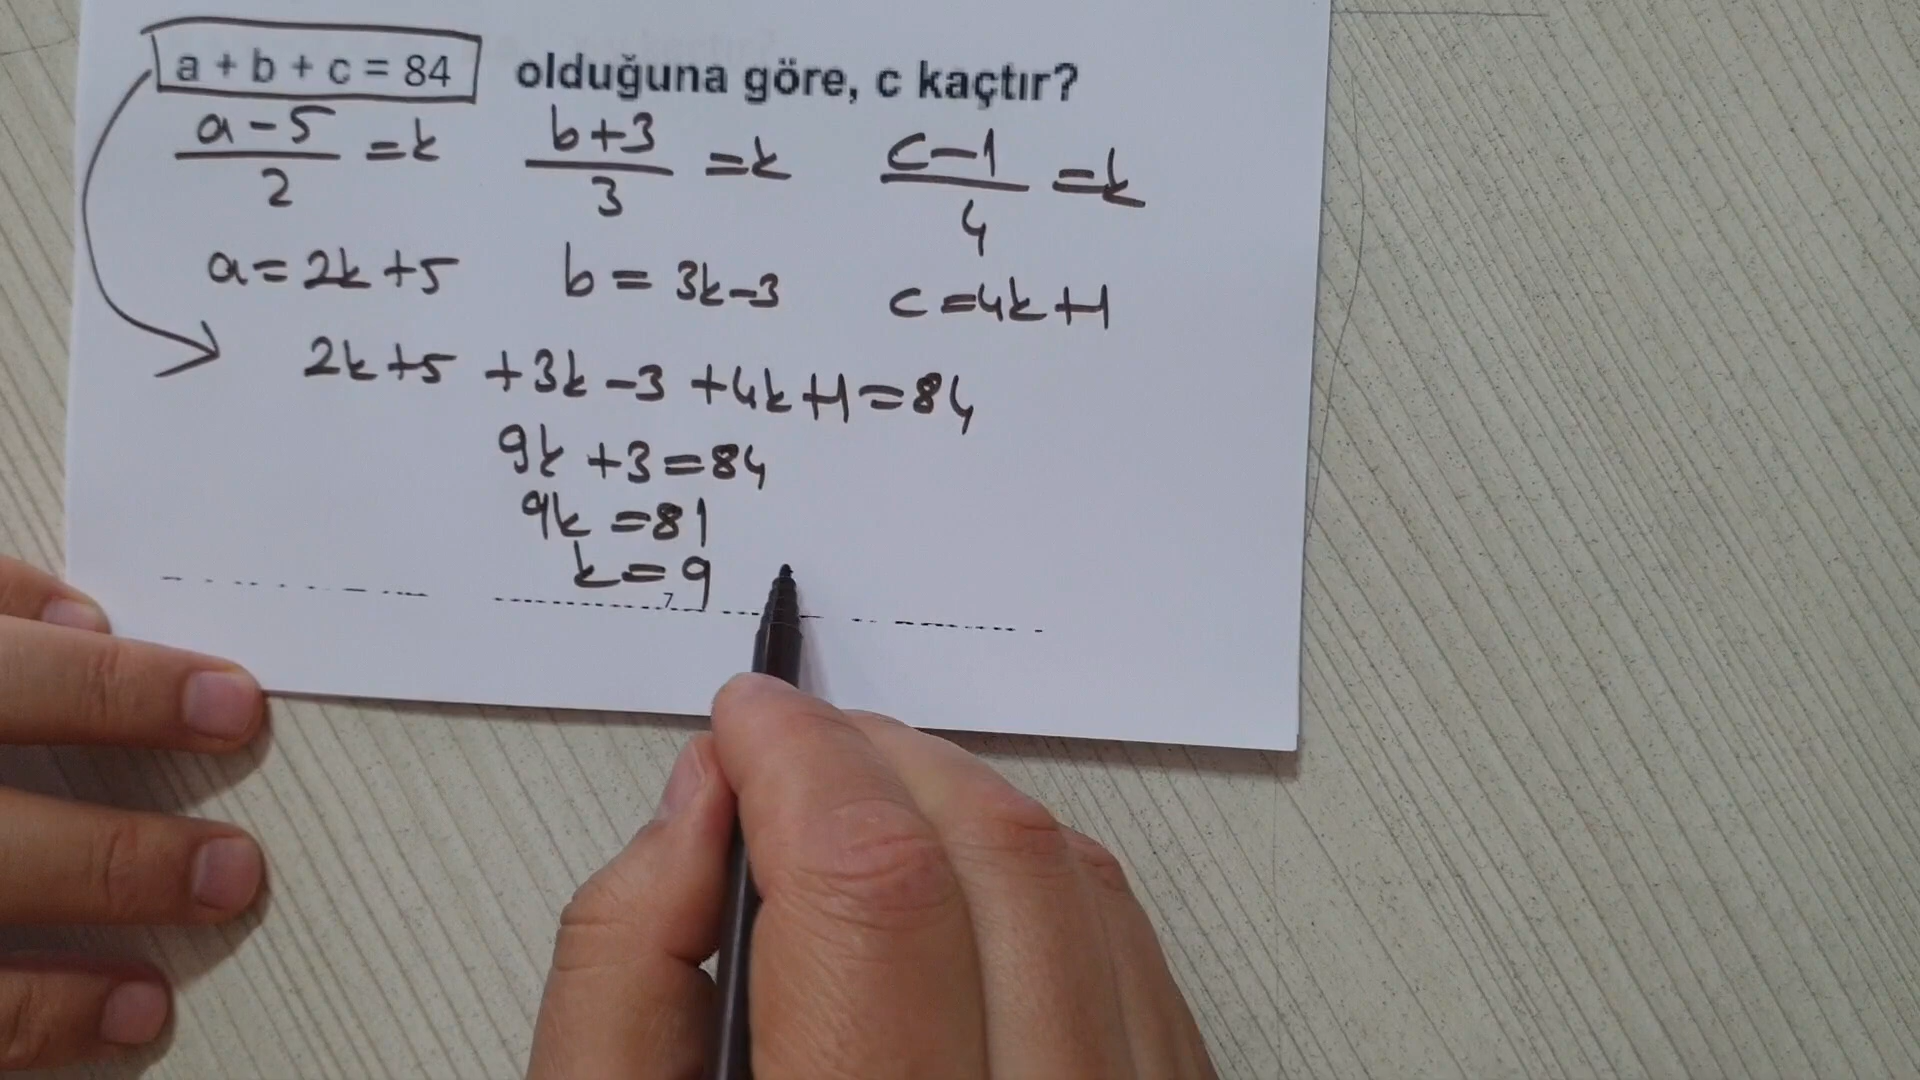 a + b + c = 84 olduğuna göre, c kaçtır?
a-5/2 = k b+3/3 = k c-1/4 = k
a = 2k+5 b = 3k-3 c = 4k+1
2k+5 +3k-3 +4k+1 = 84
9k +3 = 84
9k = 81
k = 9
7